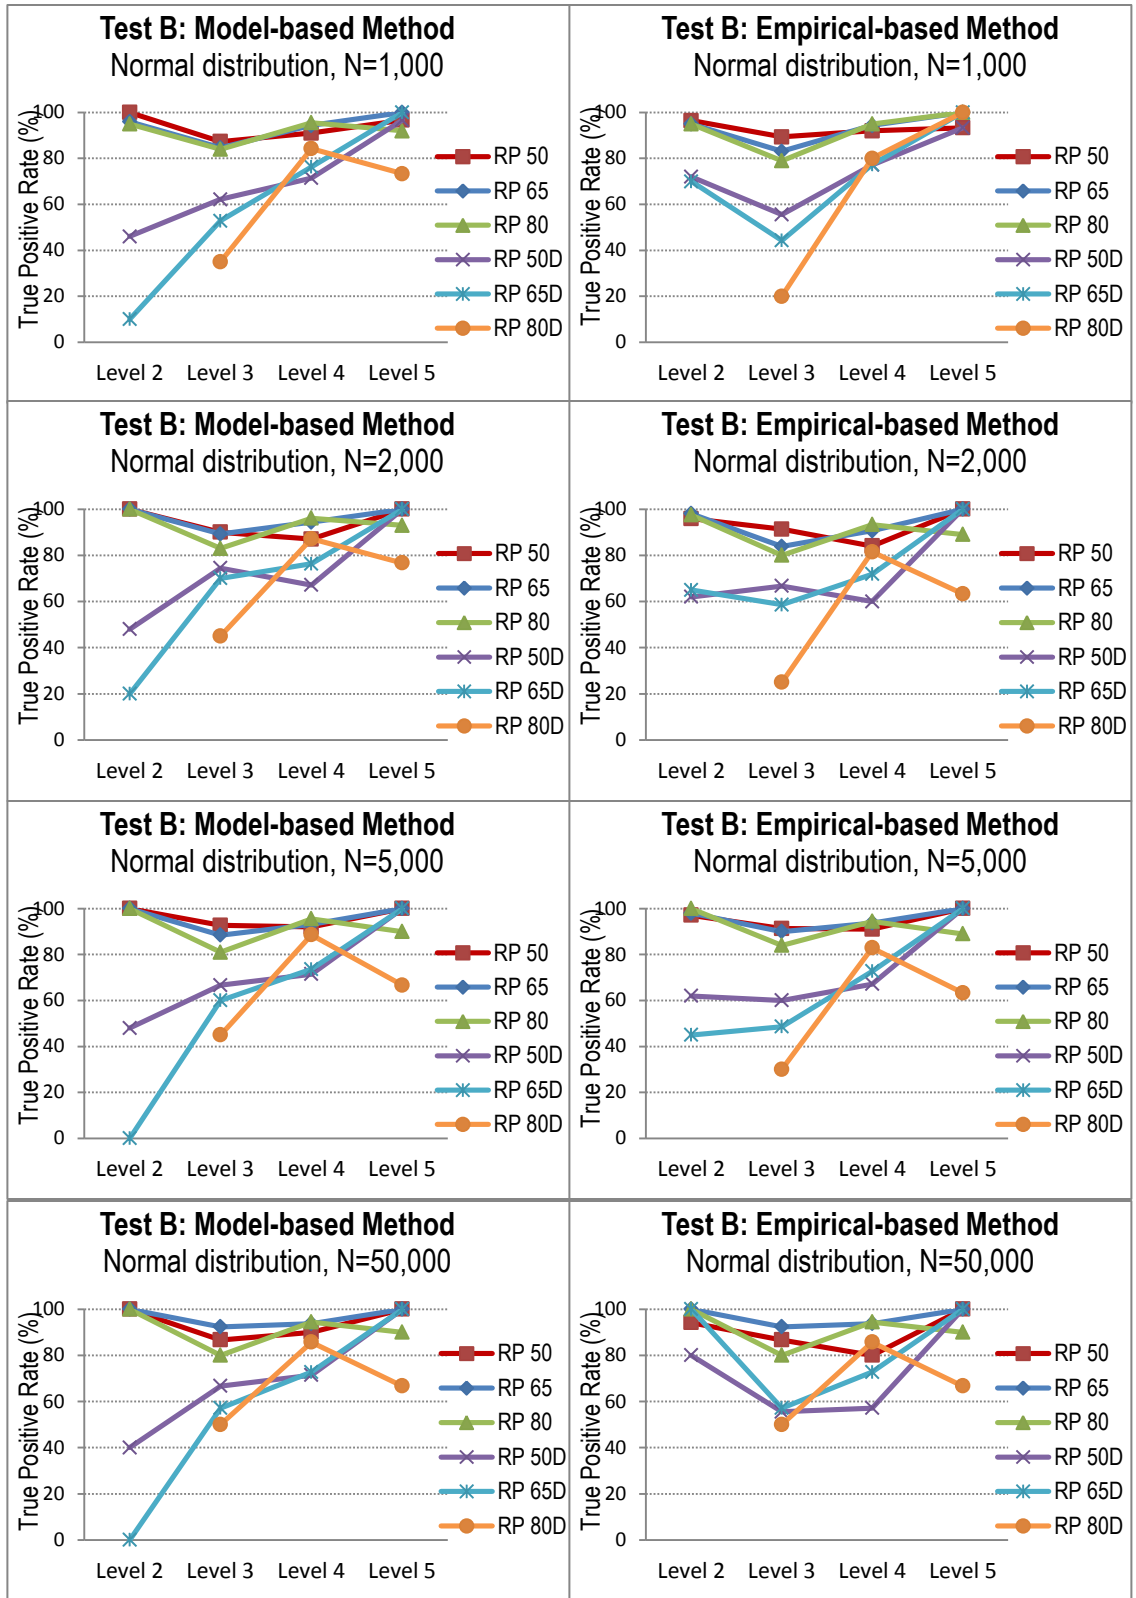 Test B: Model-based Method
Normal distribution, N=1,000
True Positive Rate (%)
100
80
60
40
20
0
Level 2 Level 3 Level 4 Level 5
RP 50
RP 65
RP 80
RP 50D
RP 65D
RP 80D
Test B: Empirical-based Method
Normal distribution, N=1,000
True Positive Rate (%)
100
80
60
40
20
0
Level 2 Level 3 Level 4 Level 5
RP 50
RP 65
RP 80
RP 50D
RP 65D
RP 80D
Test B: Model-based Method
Normal distribution, N=2,000
True Positive Rate (%)
100
80
60
40
20
0
Level 2 Level 3 Level 4 Level 5
RP 50
RP 65
RP 80
RP 50D
RP 65D
RP 80D
Test B: Empirical-based Method
Normal distribution, N=2,000
True Positive Rate (%)
100
80
60
40
20
0
Level 2 Level 3 Level 4 Level 5
RP 50
RP 65
RP 80
RP 50D
RP 65D
RP 80D
Test B: Model-based Method
Normal distribution, N=5,000
True Positive Rate (%)
100
80
60
40
20
0
Level 2 Level 3 Level 4 Level 5
RP 50
RP 65
RP 80
RP 50D
RP 65D
RP 80D
Test B: Empirical-based Method
Normal distribution, N=5,000
True Positive Rate (%)
100
80
60
40
20
0
Level 2 Level 3 Level 4 Level 5
RP 50
RP 65
RP 80
RP 50D
RP 65D
RP 80D
Test B: Model-based Method
Normal distribution, N=50,000
True Positive Rate (%)
100
80
60
40
20
0
Level 2 Level 3 Level 4 Level 5
RP 50
RP 65
RP 80
RP 50D
RP 65D
RP 80D
Test B: Empirical-based Method
Normal distribution, N=50,000
True Positive Rate (%)
100
80
60
40
20
0
Level 2 Level 3 Level 4 Level 5
RP 50
RP 65
RP 80
RP 50D
RP 65D
RP 80D